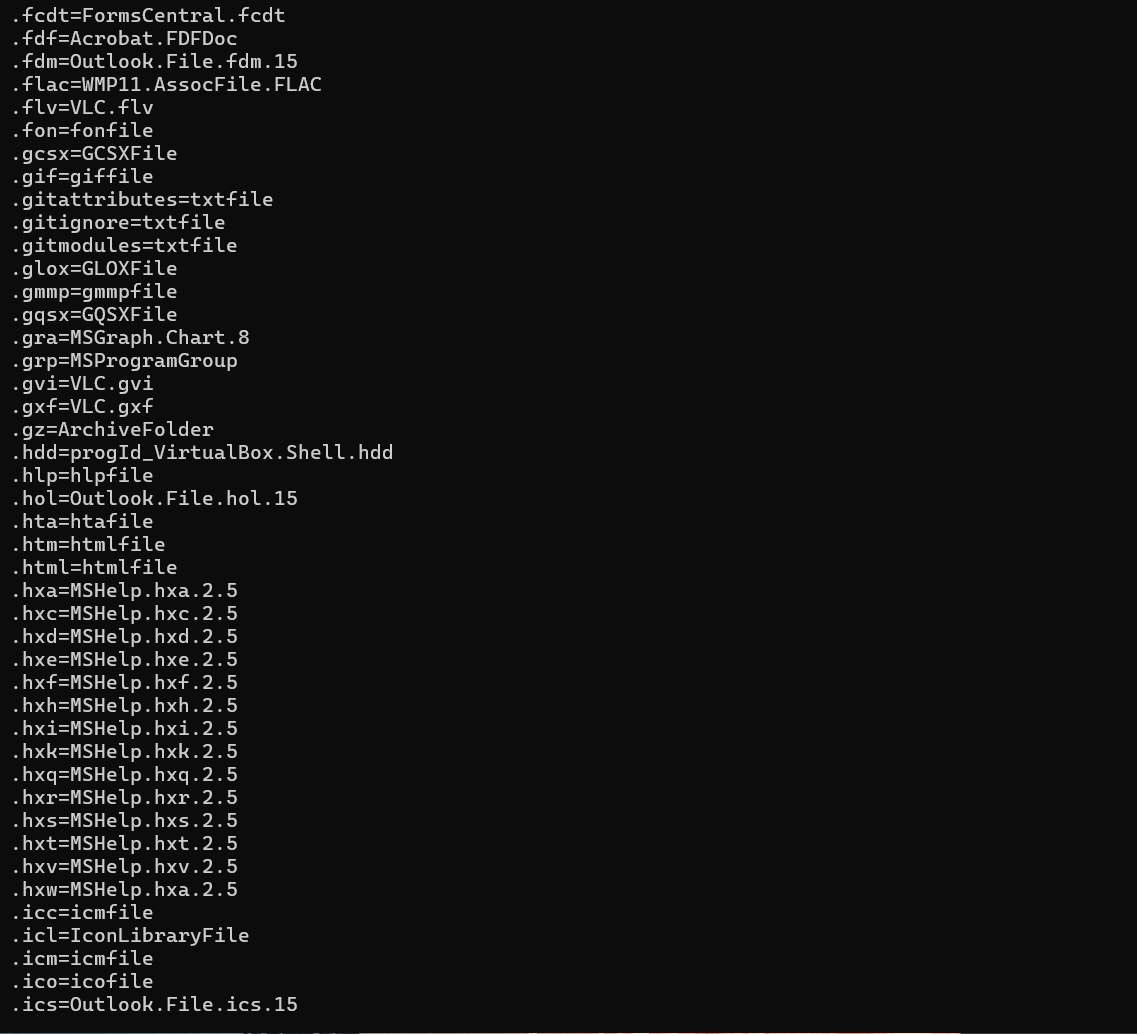 .fcdt=FormsCentral.fcdt
.fdf=Acrobat.FDFDoc
.fdm=Outlook.File.fdm.15
.flac=WMP11.AssocFile.FLAC
.flv=VLC.flv
.fon=fonfile
.gcsx=GCSXFile
.gif=giffile
.gitattributes=txtfile
.gitignore=txtfile
.gitmodules=txtfile
.glox=GLOXFile
.gmmp=gmmpfile
.gqsx=GQSXFile
.gra=MSGraph.Chart.8
.grp=MSProgramGroup
.gvi=VLC.gvi
.gxf=VLC.gxf
.gz=ArchiveFolder
.hdd=progId_VirtualBox.Shell.hdd
.hlp=hlpfile
.hol=Outlook.File.hol.15
.hta=htafile
.htm=htmlfile
.html=htmlfile
.hxa=MSHelp.hxa.2.5
.hxc=MSHelp.hxc.2.5
.hxd=MSHelp.hxd.2.5
.hxe=MSHelp.hxe.2.5
.hxf=MSHelp.hxf.2.5
.hxh=MSHelp.hxh.2.5
.hxi=MSHelp.hxi.2.5
.hxk=MSHelp.hxk.2.5
.hxq=MSHelp.hxq.2.5
.hxr=MSHelp.hxr.2.5
.hxs=MSHelp.hxs.2.5
.hxt=MSHelp.hxt.2.5
.hxv=MSHelp.hxv.2.5
.hxw=MSHelp.hxa.2.5
.icc=icmfile
.icl=IconLibraryFile
.icm=icmfile
.ico=icofile
.ics=Outlook.File.ics.15